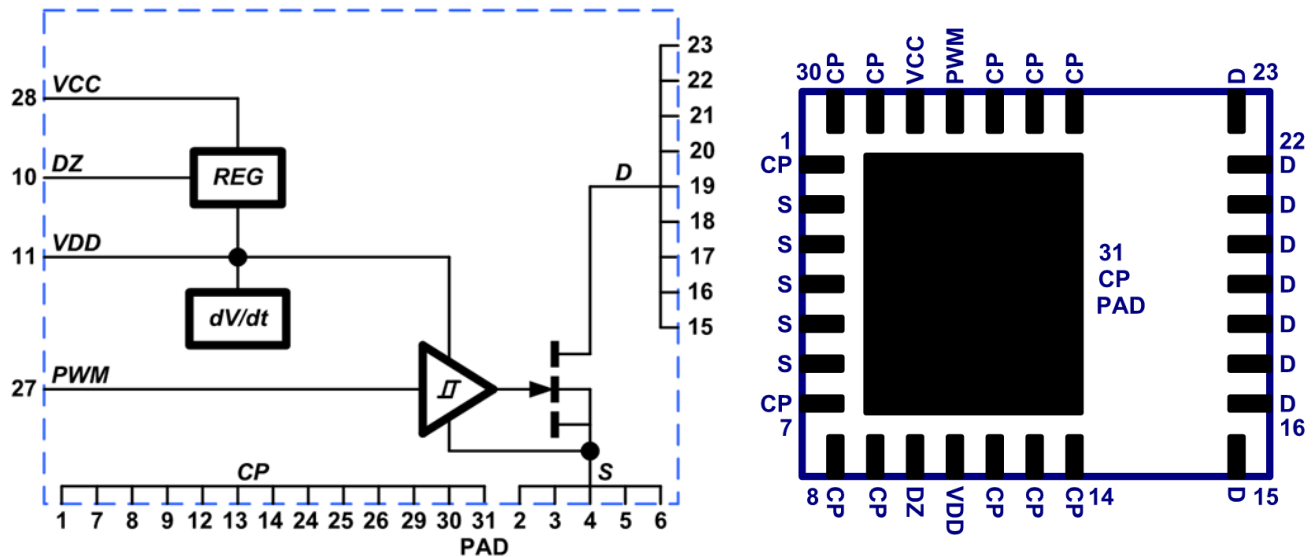 28 VCC
10 DZ
REG
11 VDD
dV/dt
27 PWM
D
23
22
21
20
19
18
17
16
15
CP
S
1 7 8 9 12 13 14 24 25 26 29 30 31 2 3 4 5 6
PAD
30 CP CP VCC PWM CP CP CP D 23
1
CP
S
S
S
S
S
CP
7
31
CP
PAD
22
D
D
D
D
D
D
D
16
8 CP CP DZ VDD CP CP CP 14 D 15